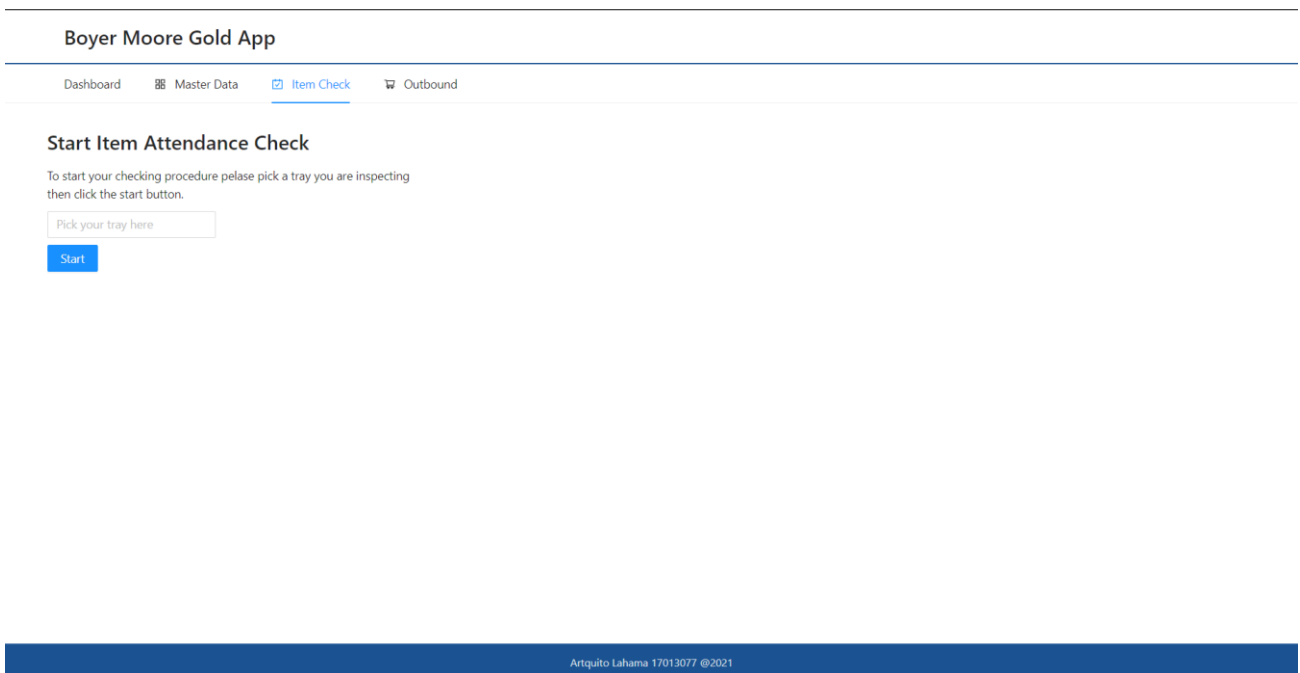 Boyer Moore Gold App
Dashboard Master Data Item Check Outbound
Start Item Attendance Check
To start your checking procedure pelase pick a tray you are inspecting
then click the start button.
Pick your tray here
Start
Artquito Lahama 17013077 @2021